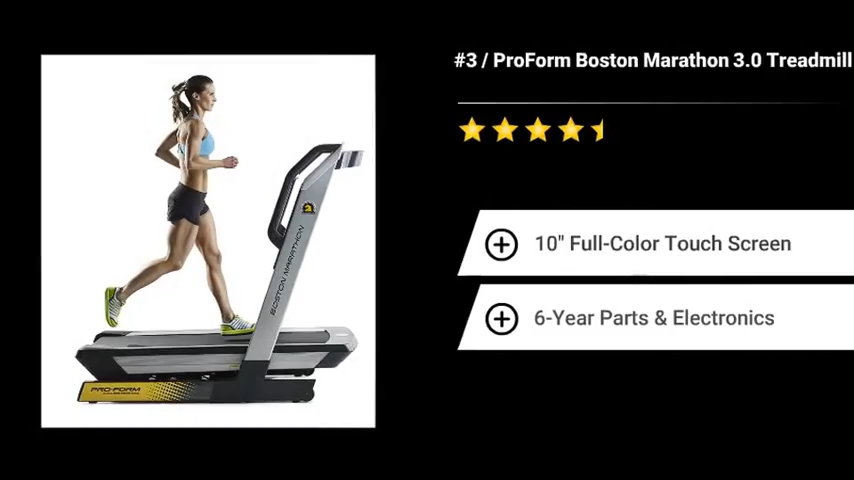 #3 / ProForm Boston Marathon 3.0 Treadmill
10" Full-Color Touch Screen
6-Year Parts & Electronics
BOSTON MARATHON
PRO-FORM